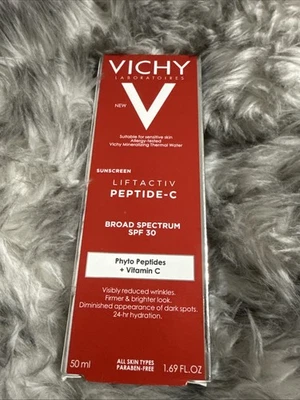 VICHY
LABORATOIRES
NEW
V
Suitable for sensitive skin
Allergy-tested
Vichy Mineralizing Thermal Water
SUNSCREEN
LIFTACTIV
PEPTIDE-C
BROAD SPECTRUM
SPF 30
Phyto Peptides
+ Vitamin C
Visibly reduced wrinkles.
Firmer & brighter look.
Diminished appearance of dark spots.
24-hr hydration.
50 ml
ALL SKIN TYPES
PARABEN-FREE
1.69 FL.OZ